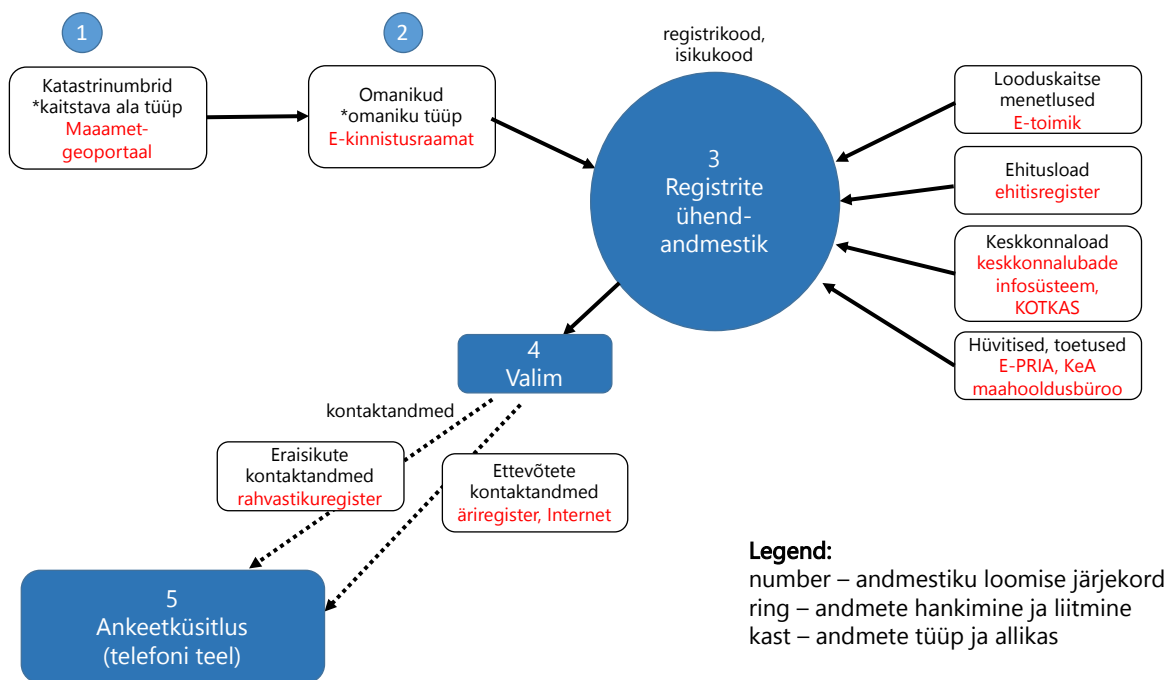 1
Katastrinumbrid
*kaitstava ala tüüp
Maaamet-
geoportaal
2
Omanikud
*omaniku tüüp
E-kinnistusraamat
registrikood,
isikukood
3
Registrite
ühend-
andmestik
Looduskaitse
menetlused
E-toimik
Ehitusload
ehitisregister
Keskkonnaload
keskkonnalubade
infosüsteem,
KOTKAS
Hüvitised, toetused
E-PRIA, KeA
maahooldusbüroo
4
Valim
kontaktandmed
Eraisikute
kontaktandmed
rahvastikuregister
Ettevõtete
kontaktandmed
äriregister, Internet
5
Ankeetküsitlus
(telefoni teel)
Legend:
number – andmestiku loomise järjekord
ring – andmete hankimine ja liitmine
kast – andmete tüüp ja allikas